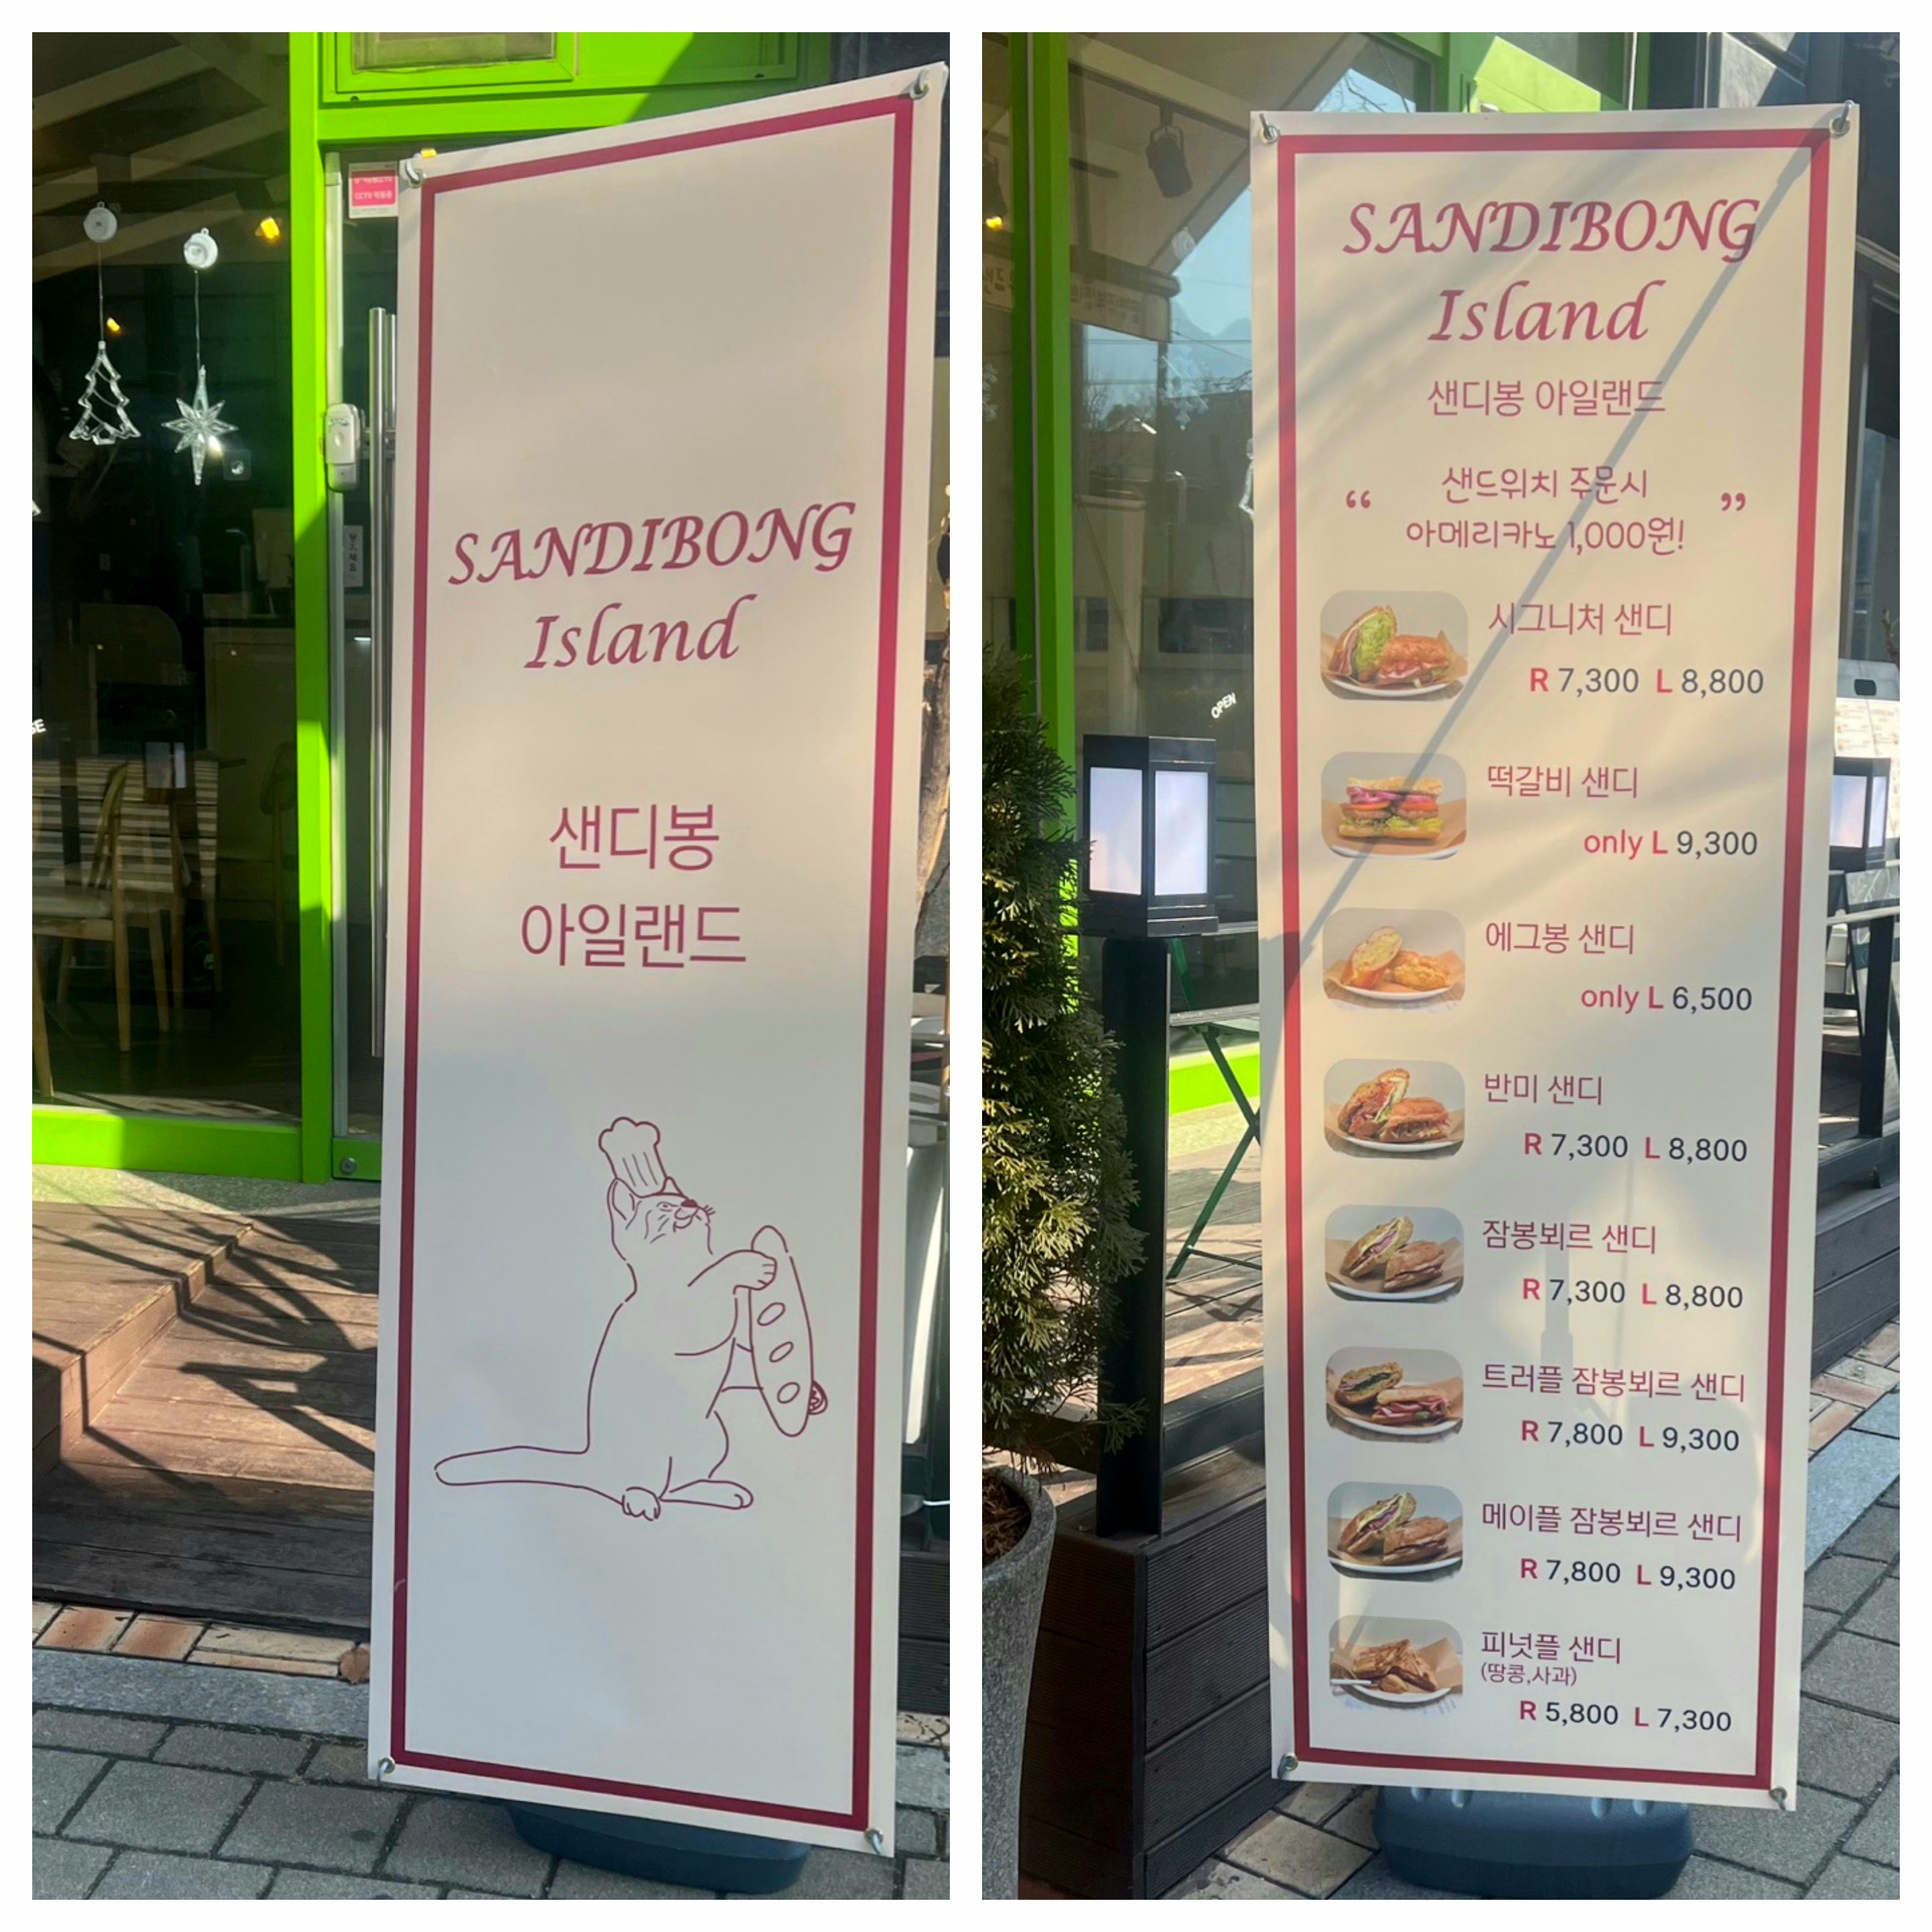 SANDIBONG
Island
샌디봉
아일랜드
SE
SANDIBONG
Island
샌디봉 아일랜드
“ 샌드위치 주문시 ”
아메리카노 1,000원!
시그니처 샌디
R 7,300 L 8,800
떡갈비 샌디
only L 9,300
에그봉 샌디
only L 6,500
반미 샌디
R 7,300 L 8,800
잠봉뵈르 샌디
R 7,300 L 8,800
트러플 잠봉뵈르 샌디
R 7,800 L 9,300
메이플 잠봉뵈르 샌디
R 7,800 L 9,300
피넛플 샌디
(땅콩,사과)
R 5,800 L 7,300
OPEN